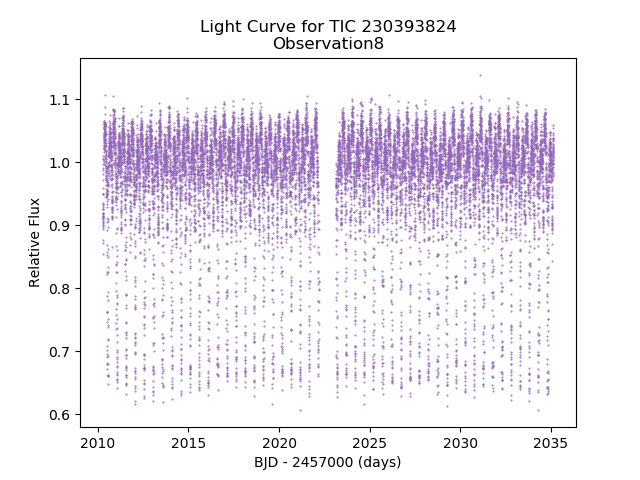 Light Curve for TIC 230393824
Observation8
Relative Flux
1.1
1.0
0.9
0.8
0.7
0.6
2010 2015 2020 2025 2030 2035
BJD - 2457000 (days)